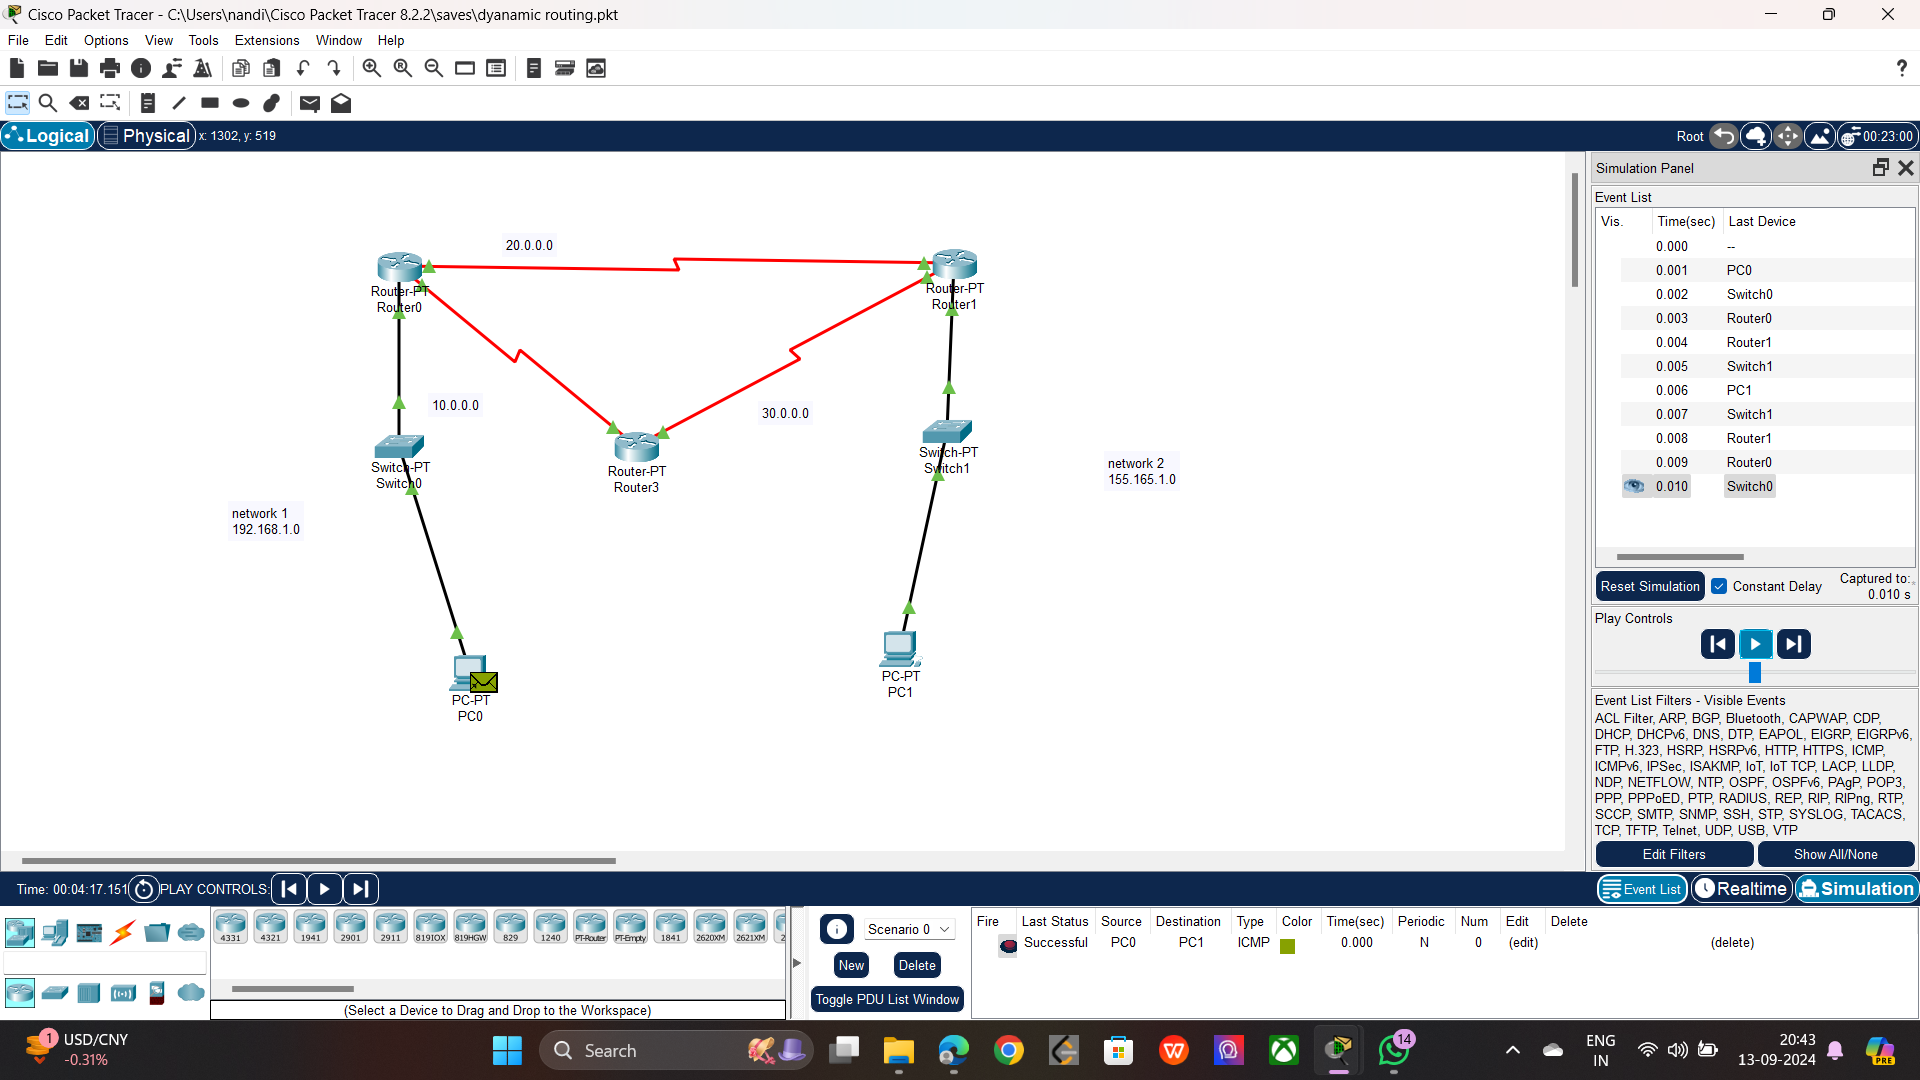 Cisco Packet Tracer - C:\Users\nandi\Cisco Packet Tracer 8.2.2\saves\dyanamic routing.pkt
File Edit Options View Tools Extensions Window Help
Logical Physical x: 1302, y: 519 Root 00:23:00
20.0.0.0
Router-PT
Router0
Router-PT
Router1
10.0.0.0
30.0.0.0
Switch-PT
Switch0
Router-PT
Router3
Switch-PT
Switch1
network 2
155.165.1.0
network 1
192.168.1.0
PC-PT
PC0
PC-PT
PC1
Simulation Panel
Event List
Vis. Time(sec) Last Device
0.000 --
0.001 PC0
0.002 Switch0
0.003 Router0
0.004 Router1
0.005 Switch1
0.006 PC1
0.007 Switch1
0.008 Router1
0.009 Router0
0.010 Switch0
Reset Simulation Constant Delay Captured to:
0.010 s
Play Controls
Event List Filters - Visible Events
ACL Filter, ARP, BGP, Bluetooth, CAPWAP, CDP,
DHCP, DHCPv6, DNS, DTP, EAPOL, EIGRP, EIGRPv6,
FTP, H.323, HSRP, HSRPv6, HTTP, HTTPS, ICMP,
ICMPv6, IPSec, ISAKMP, IoT, IoT TCP, LACP, LLDP,
NDP, NETFLOW, NTP, OSPF, OSPFv6, PAgP, POP3,
PPP, PPPoED, PTP, RADIUS, REP, RIP, RIPng, RTP,
SCCP, SMTP, SNMP, SSH, STP, SYSLOG, TACACS,
TCP, TFTP, Telnet, UDP, USB, VTP
Edit Filters Show All/None
Time: 00:04:17.151 PLAY CONTROLS:
Event List Realtime Simulation
4331 4321 1941 2901 2911 819IOX 819HGW 829 1240 PT-Router PT-Empty 1841 2620XM 2621XM 2
(Select a Device to Drag and Drop to the Workspace)
Scenario 0
New Delete
Toggle PDU List Window
Fire Last Status Source Destination Type Color Time(sec) Periodic Num Edit Delete
Successful PC0 PC1 ICMP 0.000 N 0 (edit) (delete)
1 USD/CNY
-0.31%
Search
14
ENG
IN
20:43
13-09-2024
PRE